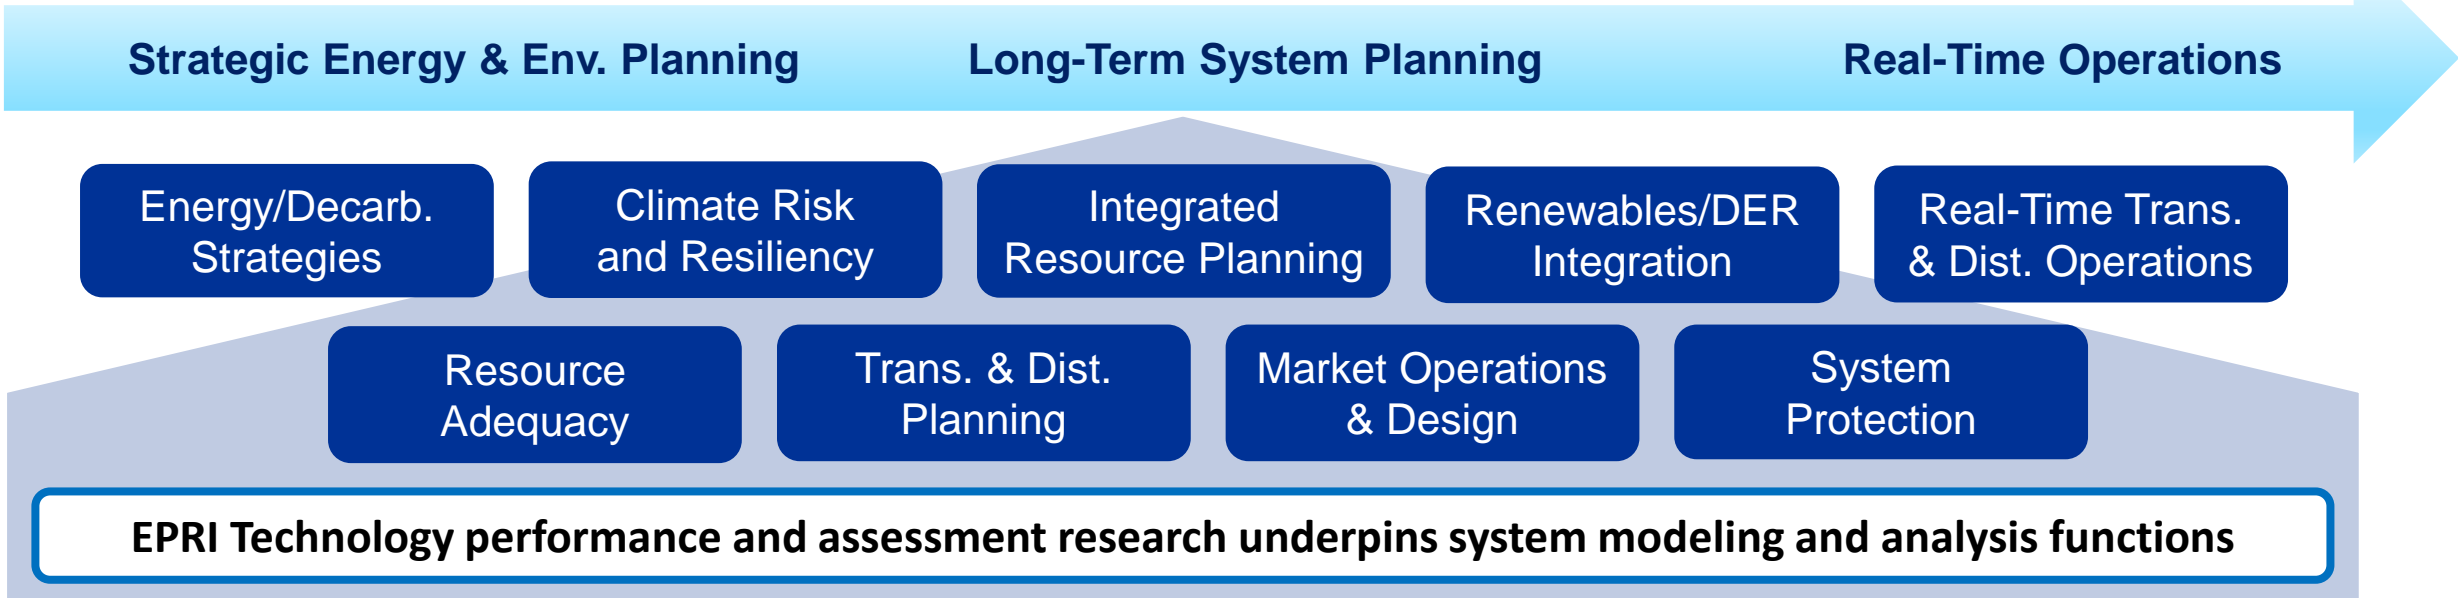 Strategic Energy & Env. Planning
Long-Term System Planning
Real-Time Operations
Energy/Decarb.
Strategies
Climate Risk
and Resiliency
Integrated
Resource Planning
Renewables/DER
Integration
Real-Time Trans.
& Dist. Operations
Resource
Adequacy
Trans. & Dist.
Planning
Market Operations
& Design
System
Protection
EPRI Technology performance and assessment research underpins system modeling and analysis functions